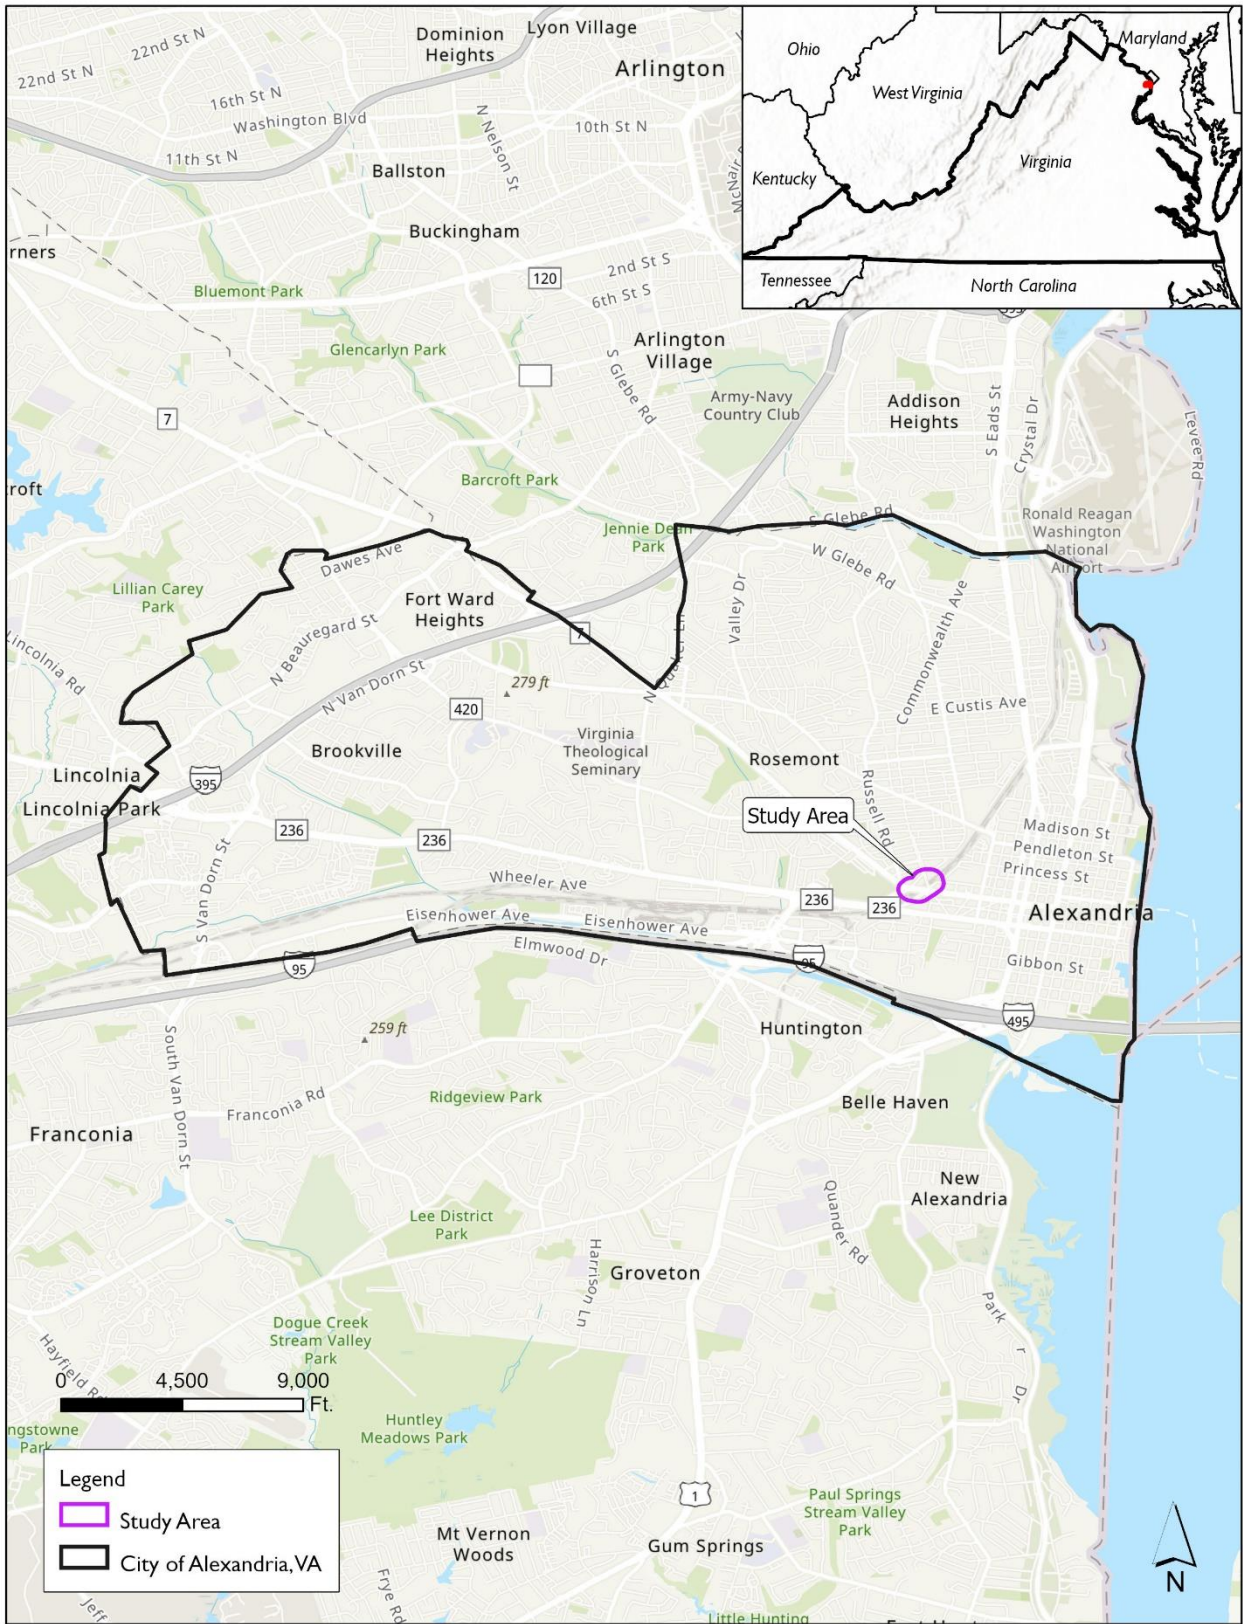 22nd St N
22nd St N
16th St N
Washington Blvd
11th St N
Dominion
Heights
Lyon Village
Arlington
N Nelson St
10th St N
McNair
Ballston
Buckingham
rners
Bluemont Park
120
2nd St S
6th St S
Glencarlyn Park
Arlington
Village
S Glebe Rd
Army-Navy
Country Club
Addison
Heights
S Eads St
Crystal Dr
395
Levee Rd
7
Barcroft Park
roft
Jennie Dean
Park
S Glebe Rd
Ronald Reagan
Washington
National
Airport
Dawes Ave
W Glebe Rd
Lillian Carey
Park
Fort Ward
Heights
N Beauregard St
7
Valley Dr
Commonwealth Ave
Lincolnia Rd
N Van Dorn St
279 ft
N Quaker Ln
420
E Custis Ave
Brookville
Virginia
Theological
Seminary
Rosemont
Lincolnia
395
Russell Rd
Lincolnia Park
Study Area
236
236
Madison St
Pendleton St
Princess St
S Van Dorn St
Wheeler Ave
236
236
Alexandria
Eisenhower Ave
Eisenhower Ave
Elmwood Dr
95
95
Gibbon St
259 ft
Huntington
495
South Van Dorn St
Franconia Rd
Ridgeview Park
Belle Haven
Franconia
New
Alexandria
Quander Rd
Lee District
Park
Harrison Ln
Groveton
Park
r
Dr
Dogue Creek
Stream Valley
Park
Hayfield Rd
0 4,500 9,000
Ft.
Huntley
Meadows Park
ngstowne
Park
1
Paul Springs
Stream Valley
Park
Mt Vernon
Woods
Gum Springs
Frye Rd
Jeff
Little Hunting
Legend
Study Area
City of Alexandria, VA
N
Ohio
Maryland
West Virginia
Virginia
Kentucky
Tennessee
North Carolina